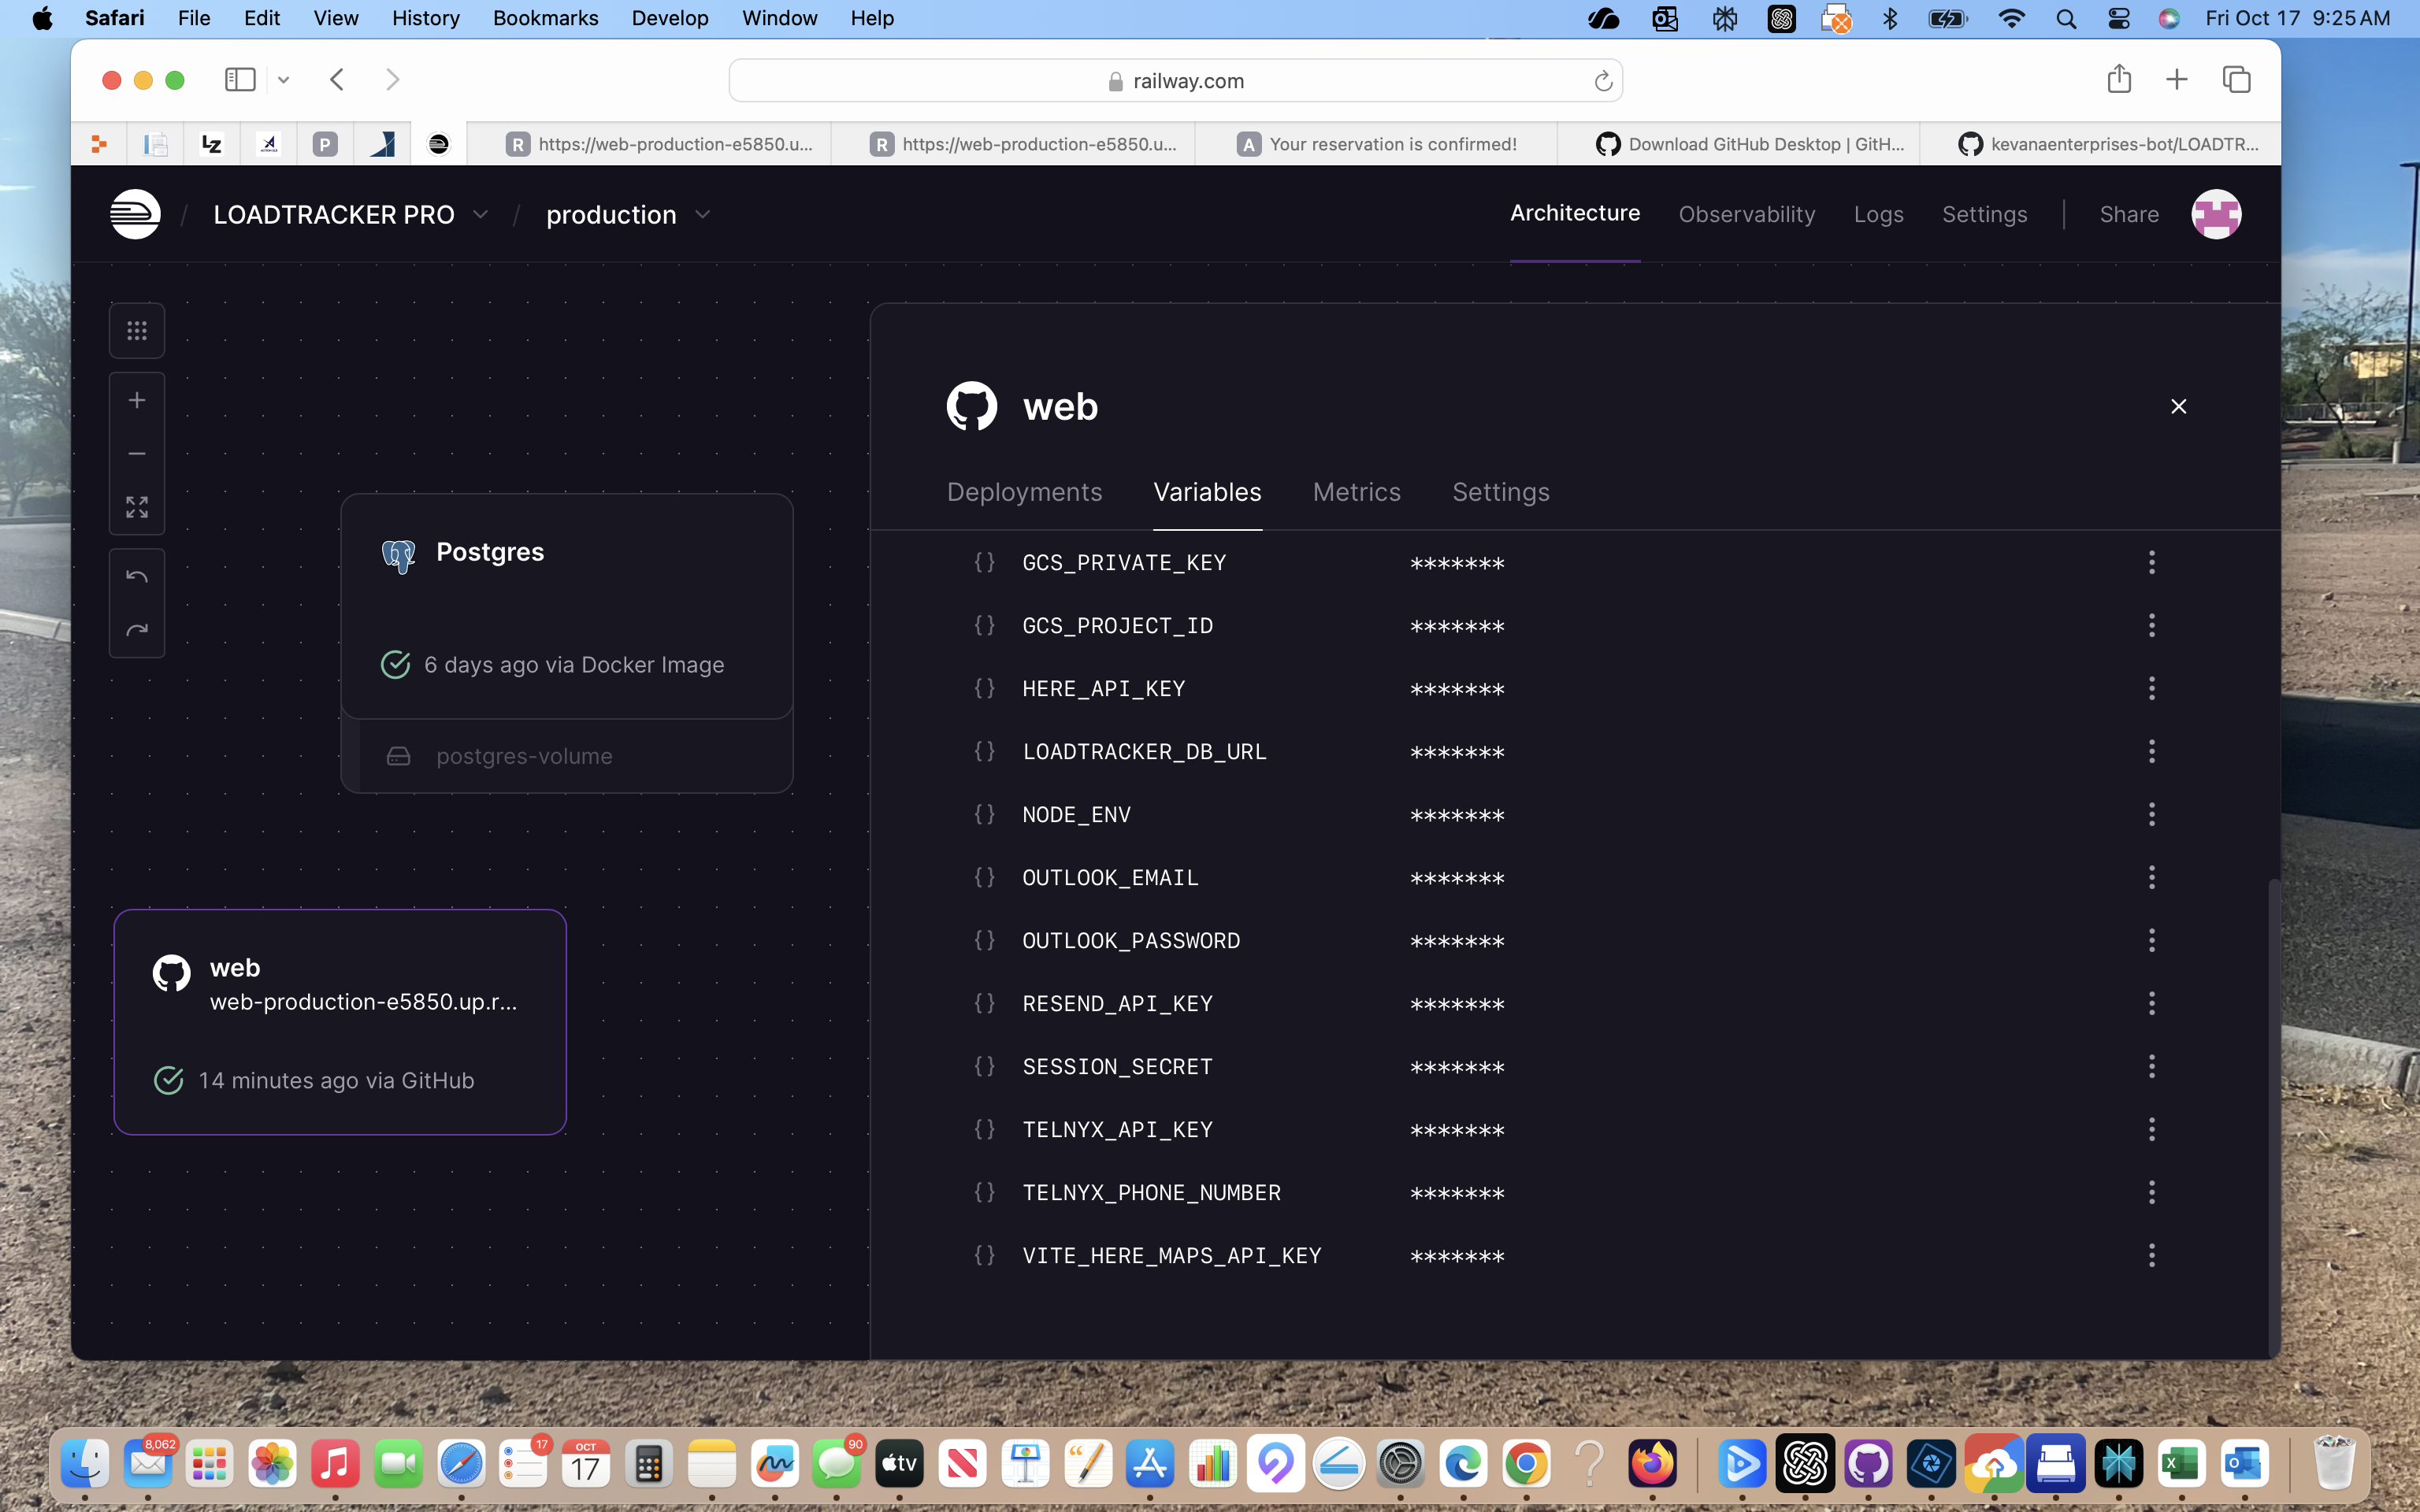 Safari File Edit View History Bookmarks Develop Window Help Fri Oct 17 9:25 AM
railway.com
LZ P R https://web-production-e5850.u... R https://web-production-e5850.u... A Your reservation is confirmed! Download GitHub Desktop | GitH... kevanaenterprises-bot/LOADTR...
/ LOADTRACKER PRO / production Architecture Observability Logs Settings | Share
Postgres
6 days ago via Docker Image
postgres-volume
web
web-production-e5850.up.r...
14 minutes ago via GitHub
web
Deployments Variables Metrics Settings
{} GCS_PRIVATE_KEY *******
{} GCS_PROJECT_ID *******
{} HERE_API_KEY *******
{} LOADTRACKER_DB_URL *******
{} NODE_ENV *******
{} OUTLOOK_EMAIL *******
{} OUTLOOK_PASSWORD *******
{} RESEND_API_KEY *******
{} SESSION_SECRET *******
{} TELNYX_API_KEY *******
{} TELNYX_PHONE_NUMBER *******
{} VITE_HERE_MAPS_API_KEY *******
8,062 17 OCT 17 90 tv